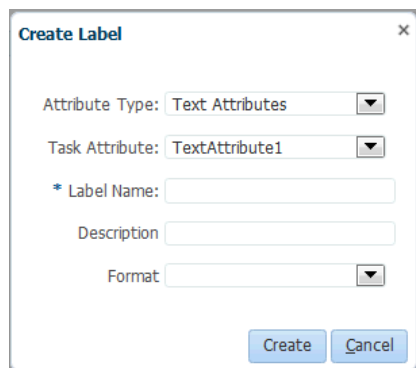 Create Label
×
Attribute Type: Text Attributes
Task Attribute: TextAttribute1
* Label Name:
Description
Format
Create Cancel